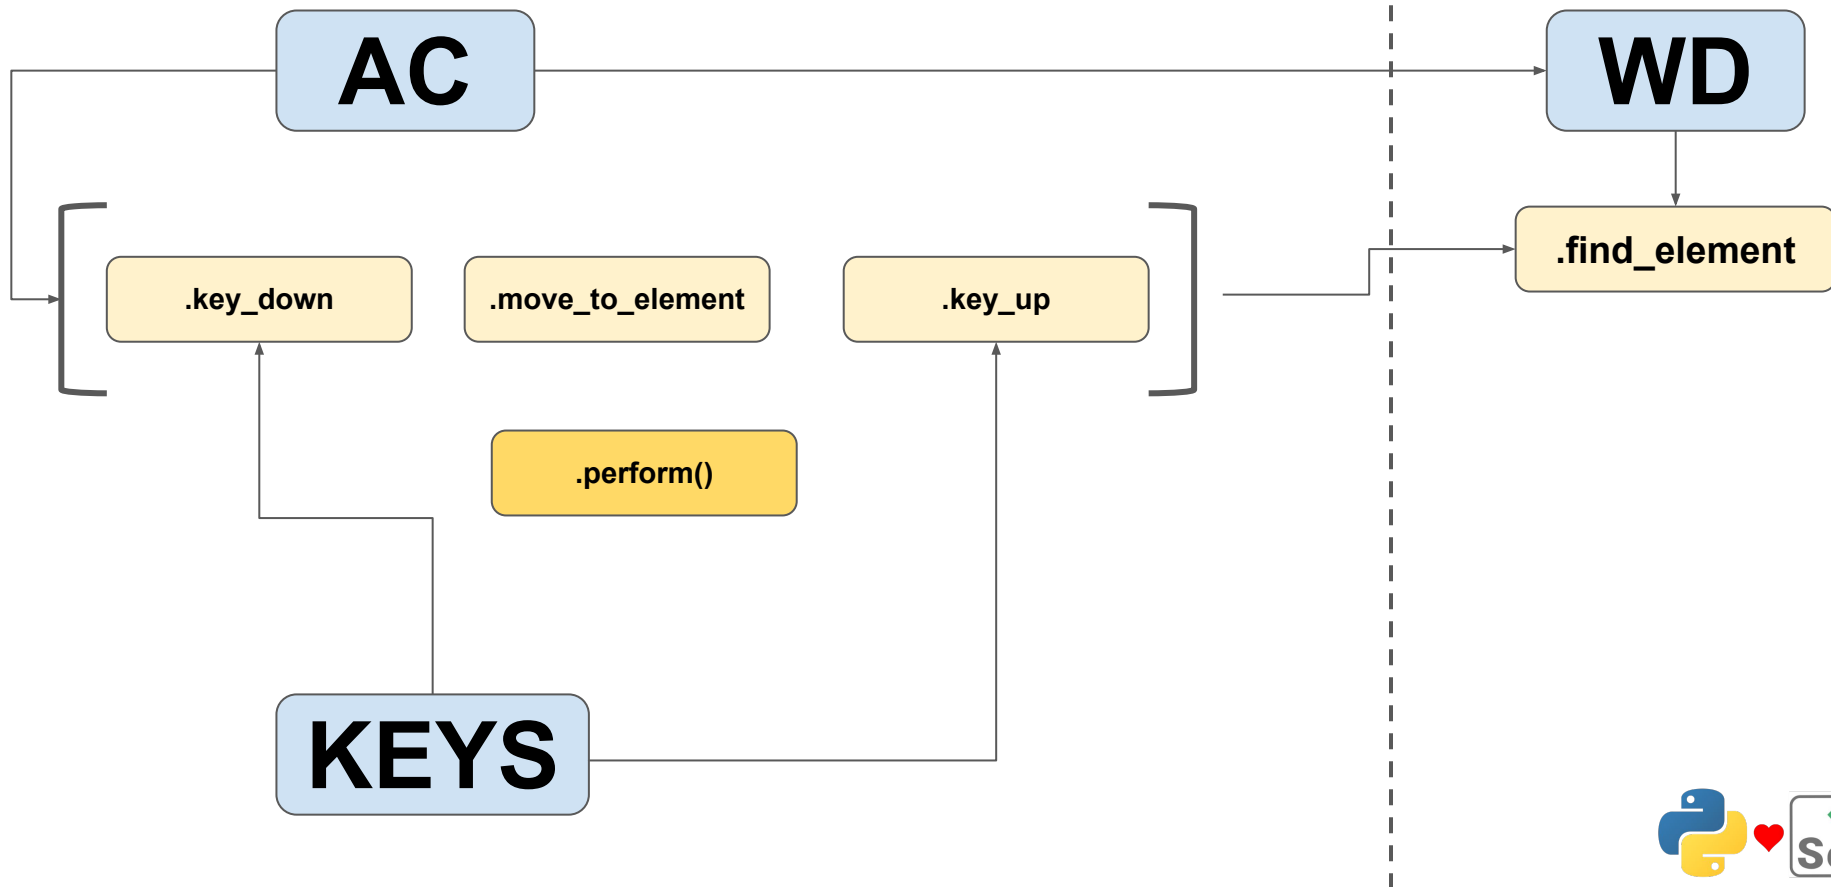 AC
WD
.key_down
.move_to_element
.key_up
.find_element
.perform()
KEYS